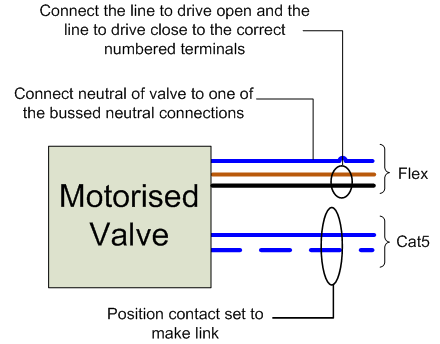 Connect the line to drive open and the
line to drive close to the correct
numbered terminals
Connect neutral of valve to one of
the bussed neutral connections
Motorised
Valve
Flex
Cat5
Position contact set to
make link